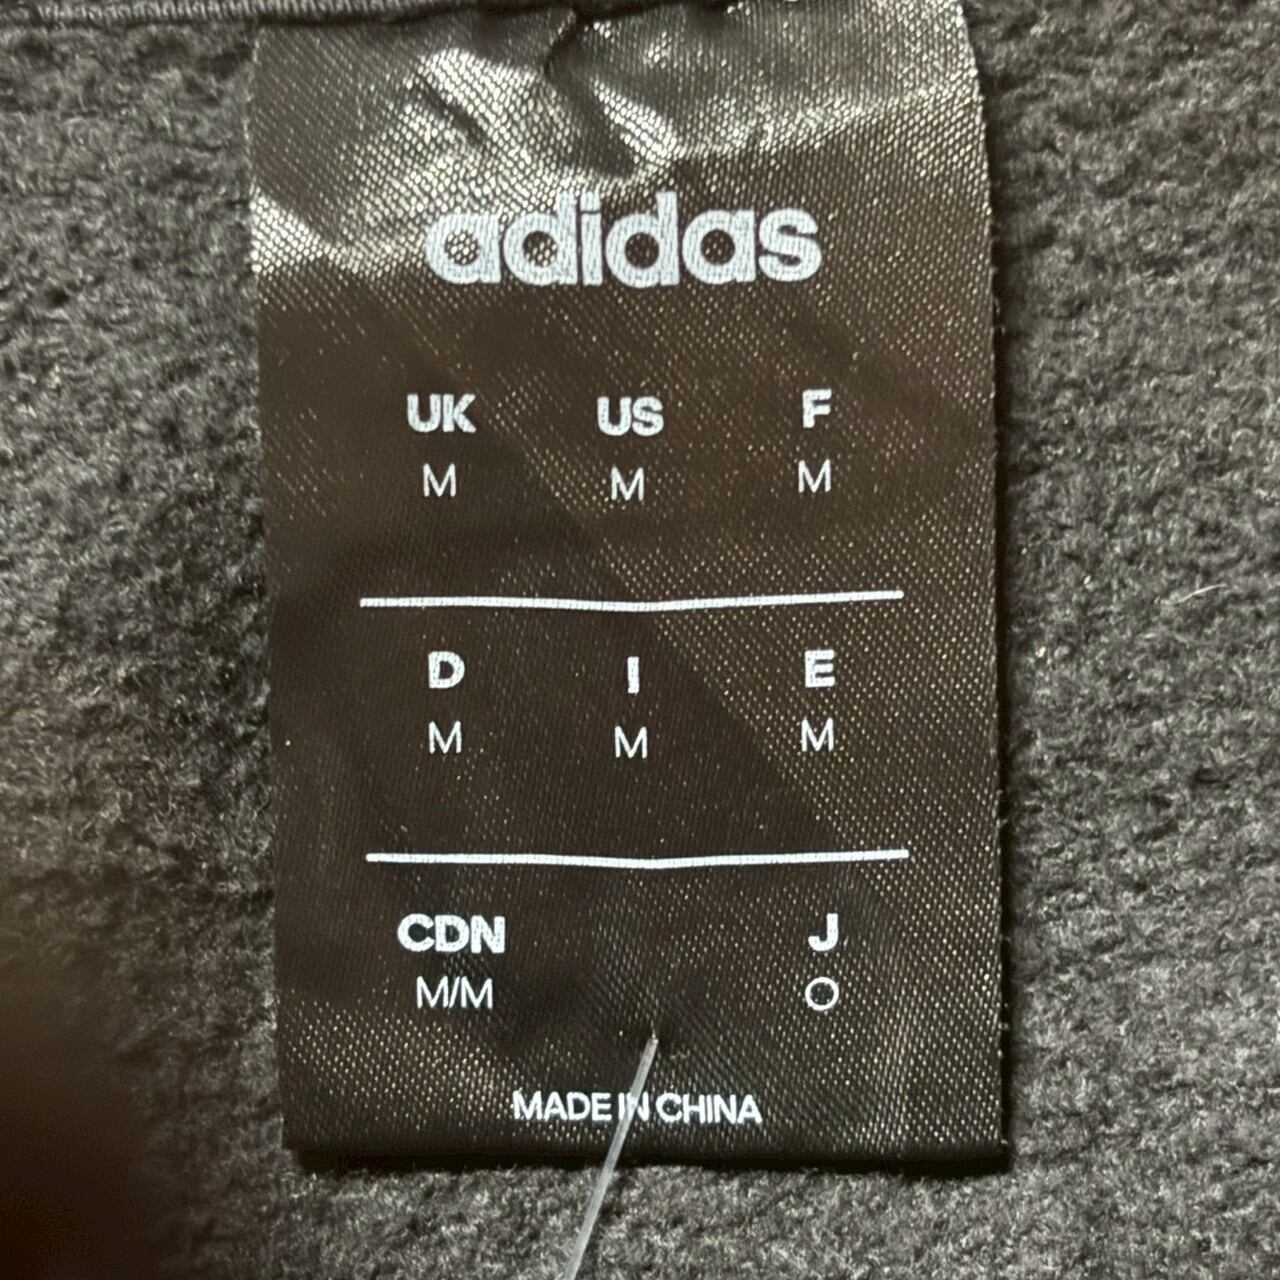 adidas
UK US F
M M M
D I E
M M M
CDN J
M/M O
MADE IN CHINA